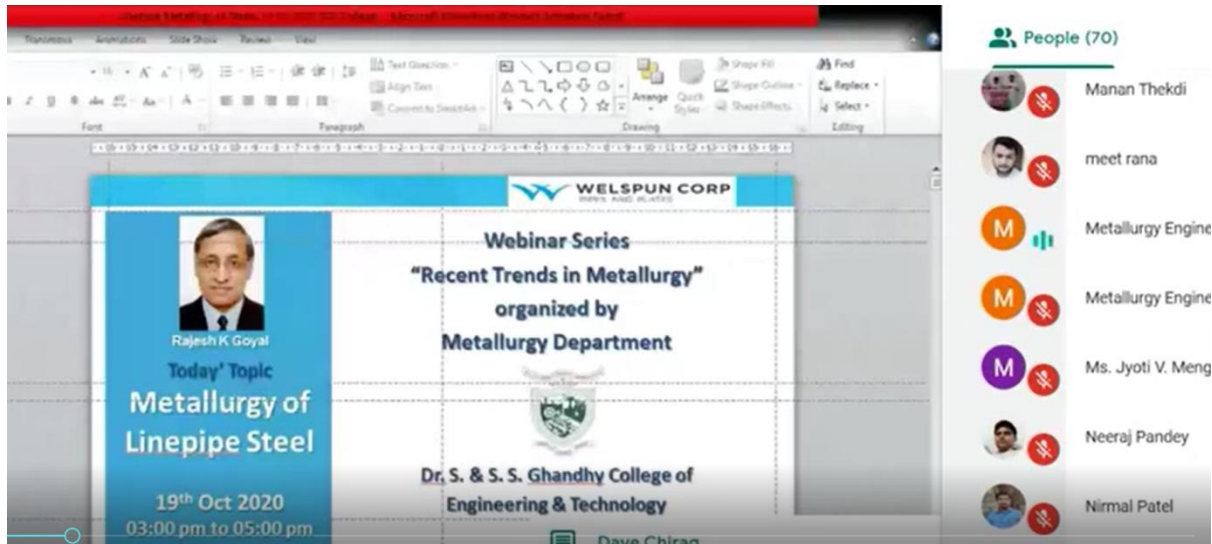 Transitions Animations Slide Show Review View
Text Direction
Align Text
Convert to SmartArt
Font
Paragraph
Arrange
Quick
Styles
Shape Fill
Shape Outline
Shape Effects
Drawing
Find
Replace
Select
Editing
WELSPUN CORP
PIPES AND PLATES
Rajesh K Goyal
Today' Topic
Metallurgy of
Linepipe Steel
19th Oct 2020
03:00 pm to 05:00 pm
Webinar Series
“Recent Trends in Metallurgy”
organized by
Metallurgy Department
Dr. S. & S. S. Ghandhy College of
Engineering & Technology
Dave Chirag
People (70)
Manan Thekdi
meet rana
M
Metallurgy Engine
M
Metallurgy Engine
M
Ms. Jyoti V. Meng
Neeraj Pandey
Nirmal Patel